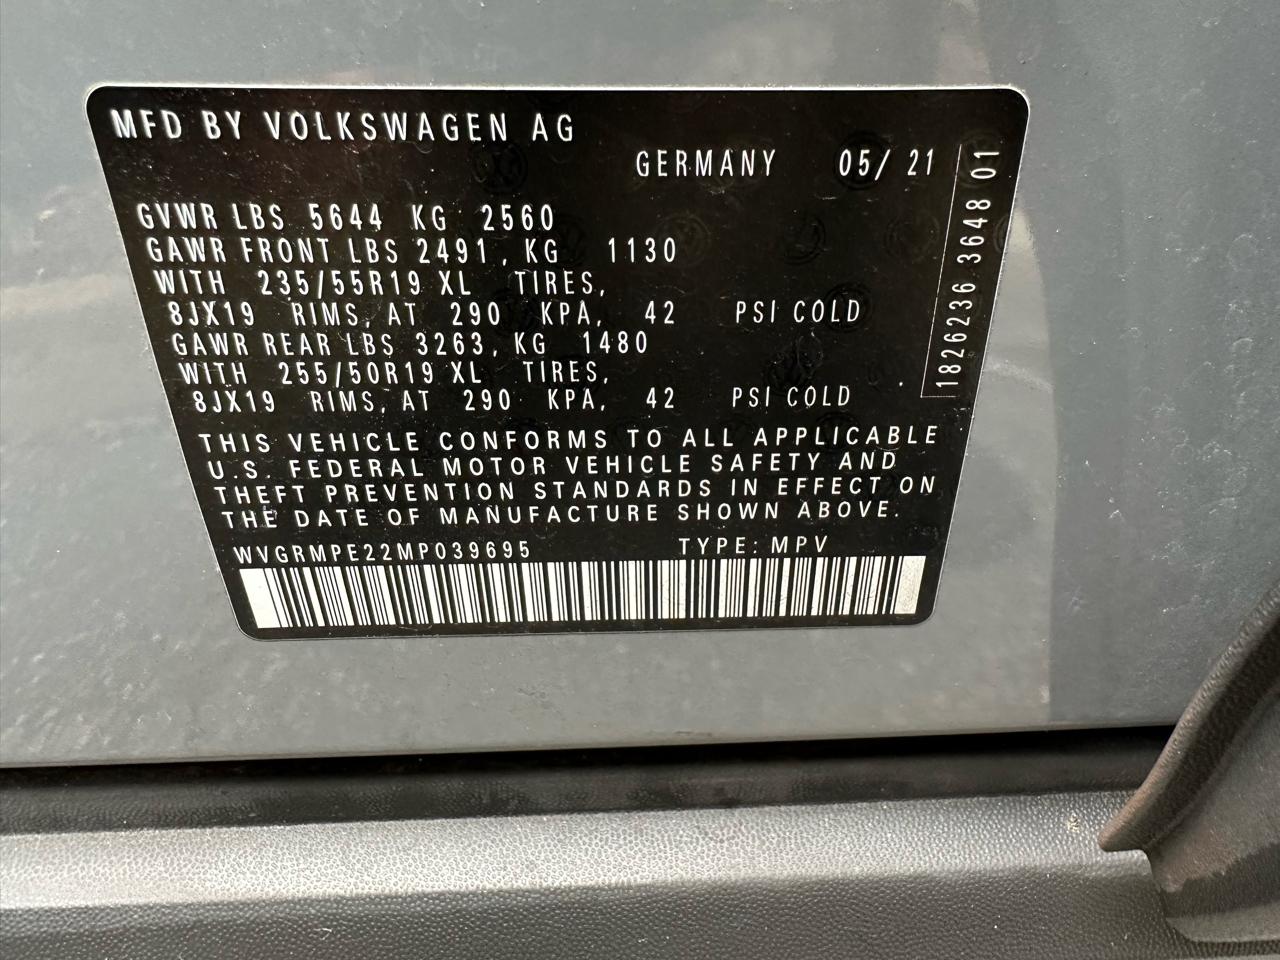 MFD BY VOLKSWAGEN AG
GERMANY 05/ 21
GVWR LBS 5644 KG 2560
GAWR FRONT LBS 2491, KG 1130
WITH 235/55R19 XL TIRES,
8JX19 RIMS, AT 290 KPA, 42 PSI COLD
GAWR REAR LBS 3263, KG 1480
WITH 255/50R19 XL TIRES,
8JX19 RIMS, AT 290 KPA, 42 PSI COLD
THIS VEHICLE CONFORMS TO ALL APPLICABLE
U.S. FEDERAL MOTOR VEHICLE SAFETY AND
THEFT PREVENTION STANDARDS IN EFFECT ON
THE DATE OF MANUFACTURE SHOWN ABOVE.
WVGRMPE22MP039695 TYPE: MPV
1826236 3648 01